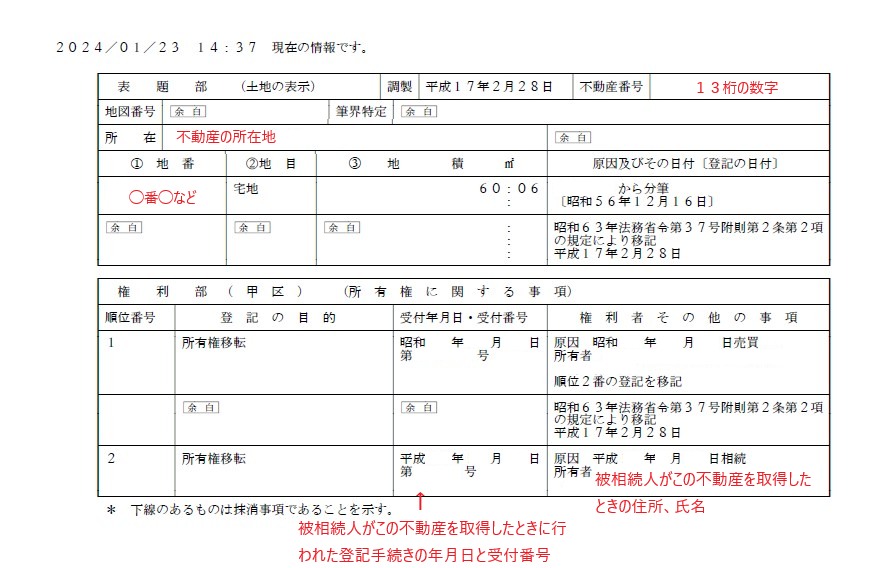 ２０２４／０１／２３　１４：３７　現在の情報です。
表　題　部　（土地の表示）　調製　平成１７年２月２８日　不動産番号　１３桁の数字
地図番号　余 白　筆界特定　余 白
所　在　不動産の所在地　余 白
①　地　番　②地　目　③　地　積　㎡　原因及びその日付〔登記の日付〕
〇番〇など　宅地　６０：０６　から分筆
：　〔昭和５６年１２月１６日〕
余 白　余 白　余 白　：　昭和６３年法務省令第３７号附則第２条第２項
：　の規定により移記
：　平成１７年２月２８日
権　利　部　（　甲　区　）　（所　有　権　に　関　す　る　事　項）
順位番号　登　記　の　目　的　受付年月日・受付番号　権　利　者　そ　の　他　の　事　項
１　所有権移転　昭和　年　月　日　原因　昭和　年　月　日売買
第　号　所有者
順位２番の登記を移記
余 白　余 白　昭和６３年法務省令第３７号附則第２条第２項
の規定により移記
平成１７年２月２８日
２　所有権移転　平成　年　月　日　原因　平成　年　月　日相続
第　号　所有者　被相続人がこの不動産を取得した
ときの住所、氏名
＊　下線のあるものは抹消事項であることを示す。
↑
被相続人がこの不動産を取得したときに行
われた登記手続きの年月日と受付番号